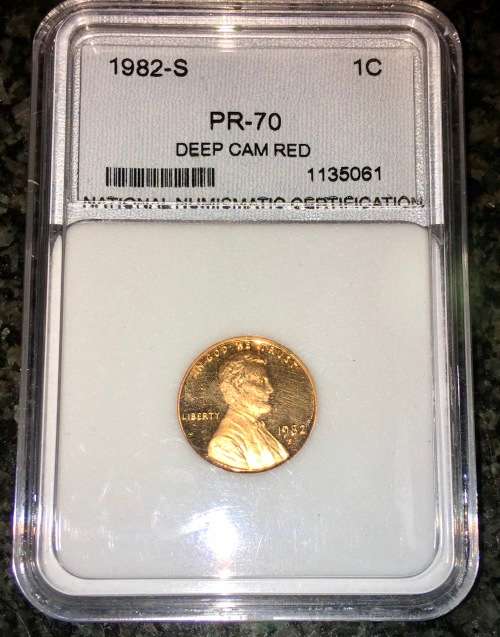 1982-S 1C
PR-70
DEEP CAM RED
1135061
NATIONAL NUMISMATIC CERTIFICATION
IN GOD WE TRUST
LIBERTY 1982
S